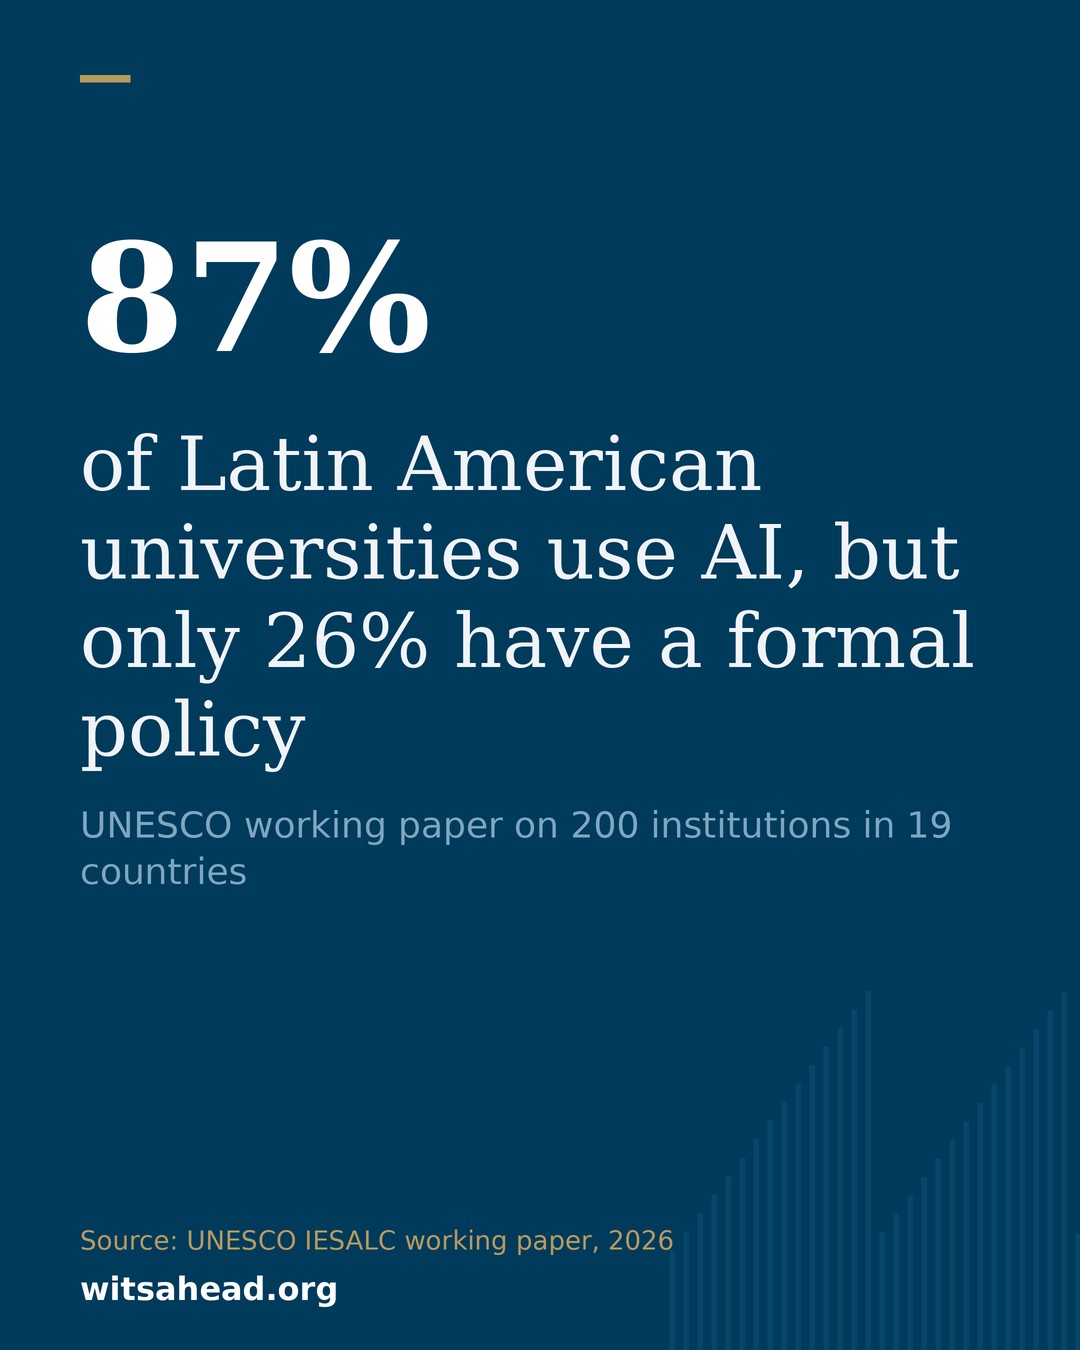 87%
of Latin American
universities use AI, but
only 26% have a formal
policy
UNESCO working paper on 200 institutions in 19
countries
Source: UNESCO IESALC working paper, 2026
witsahead.org